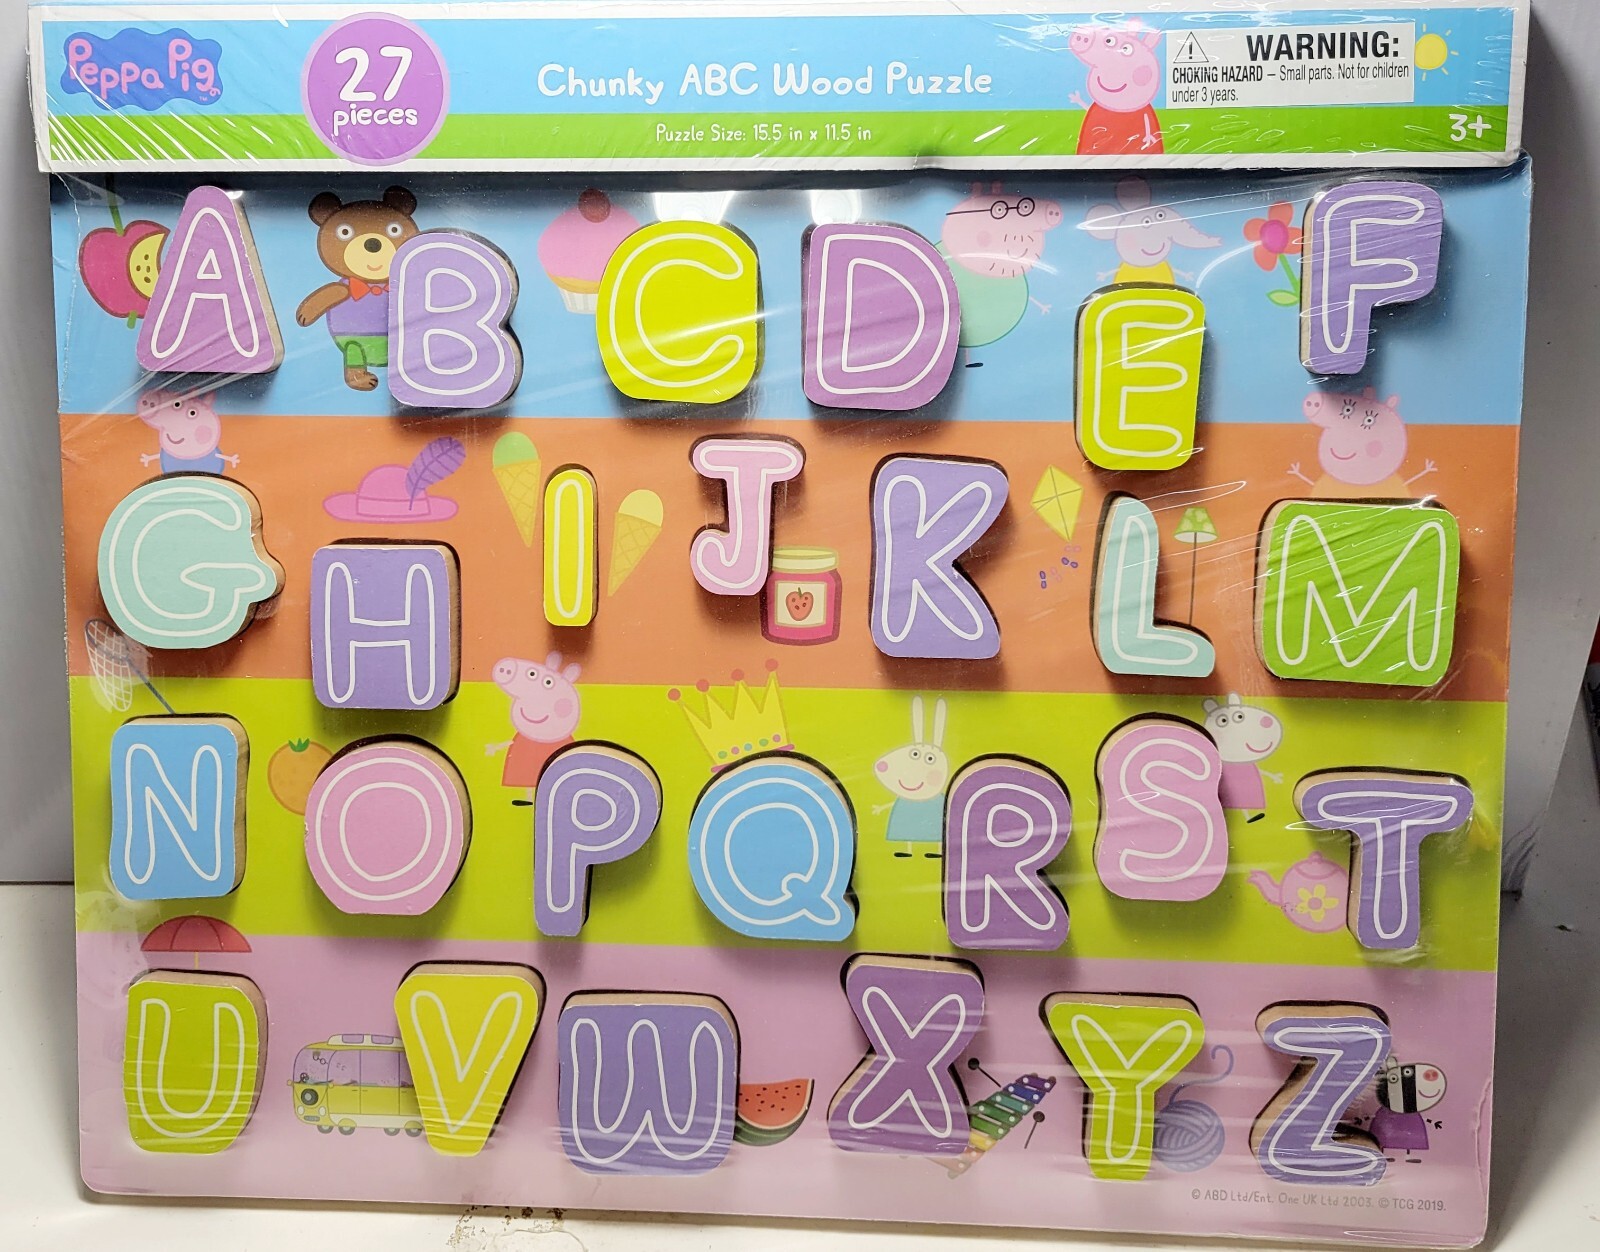 Peppa Pig
TM
27
pieces
Chunky ABC Wood Puzzle
Puzzle Size: 15.5 in x 11.5 in
WARNING:
CHOKING HAZARD – Small parts. Not for children
under 3 years.
3+
A B C D E F
G H I J K L M
N O P Q R S T
U V W X Y Z
© ABD Ltd/Ent. One UK Ltd 2003. © TCG 2019.